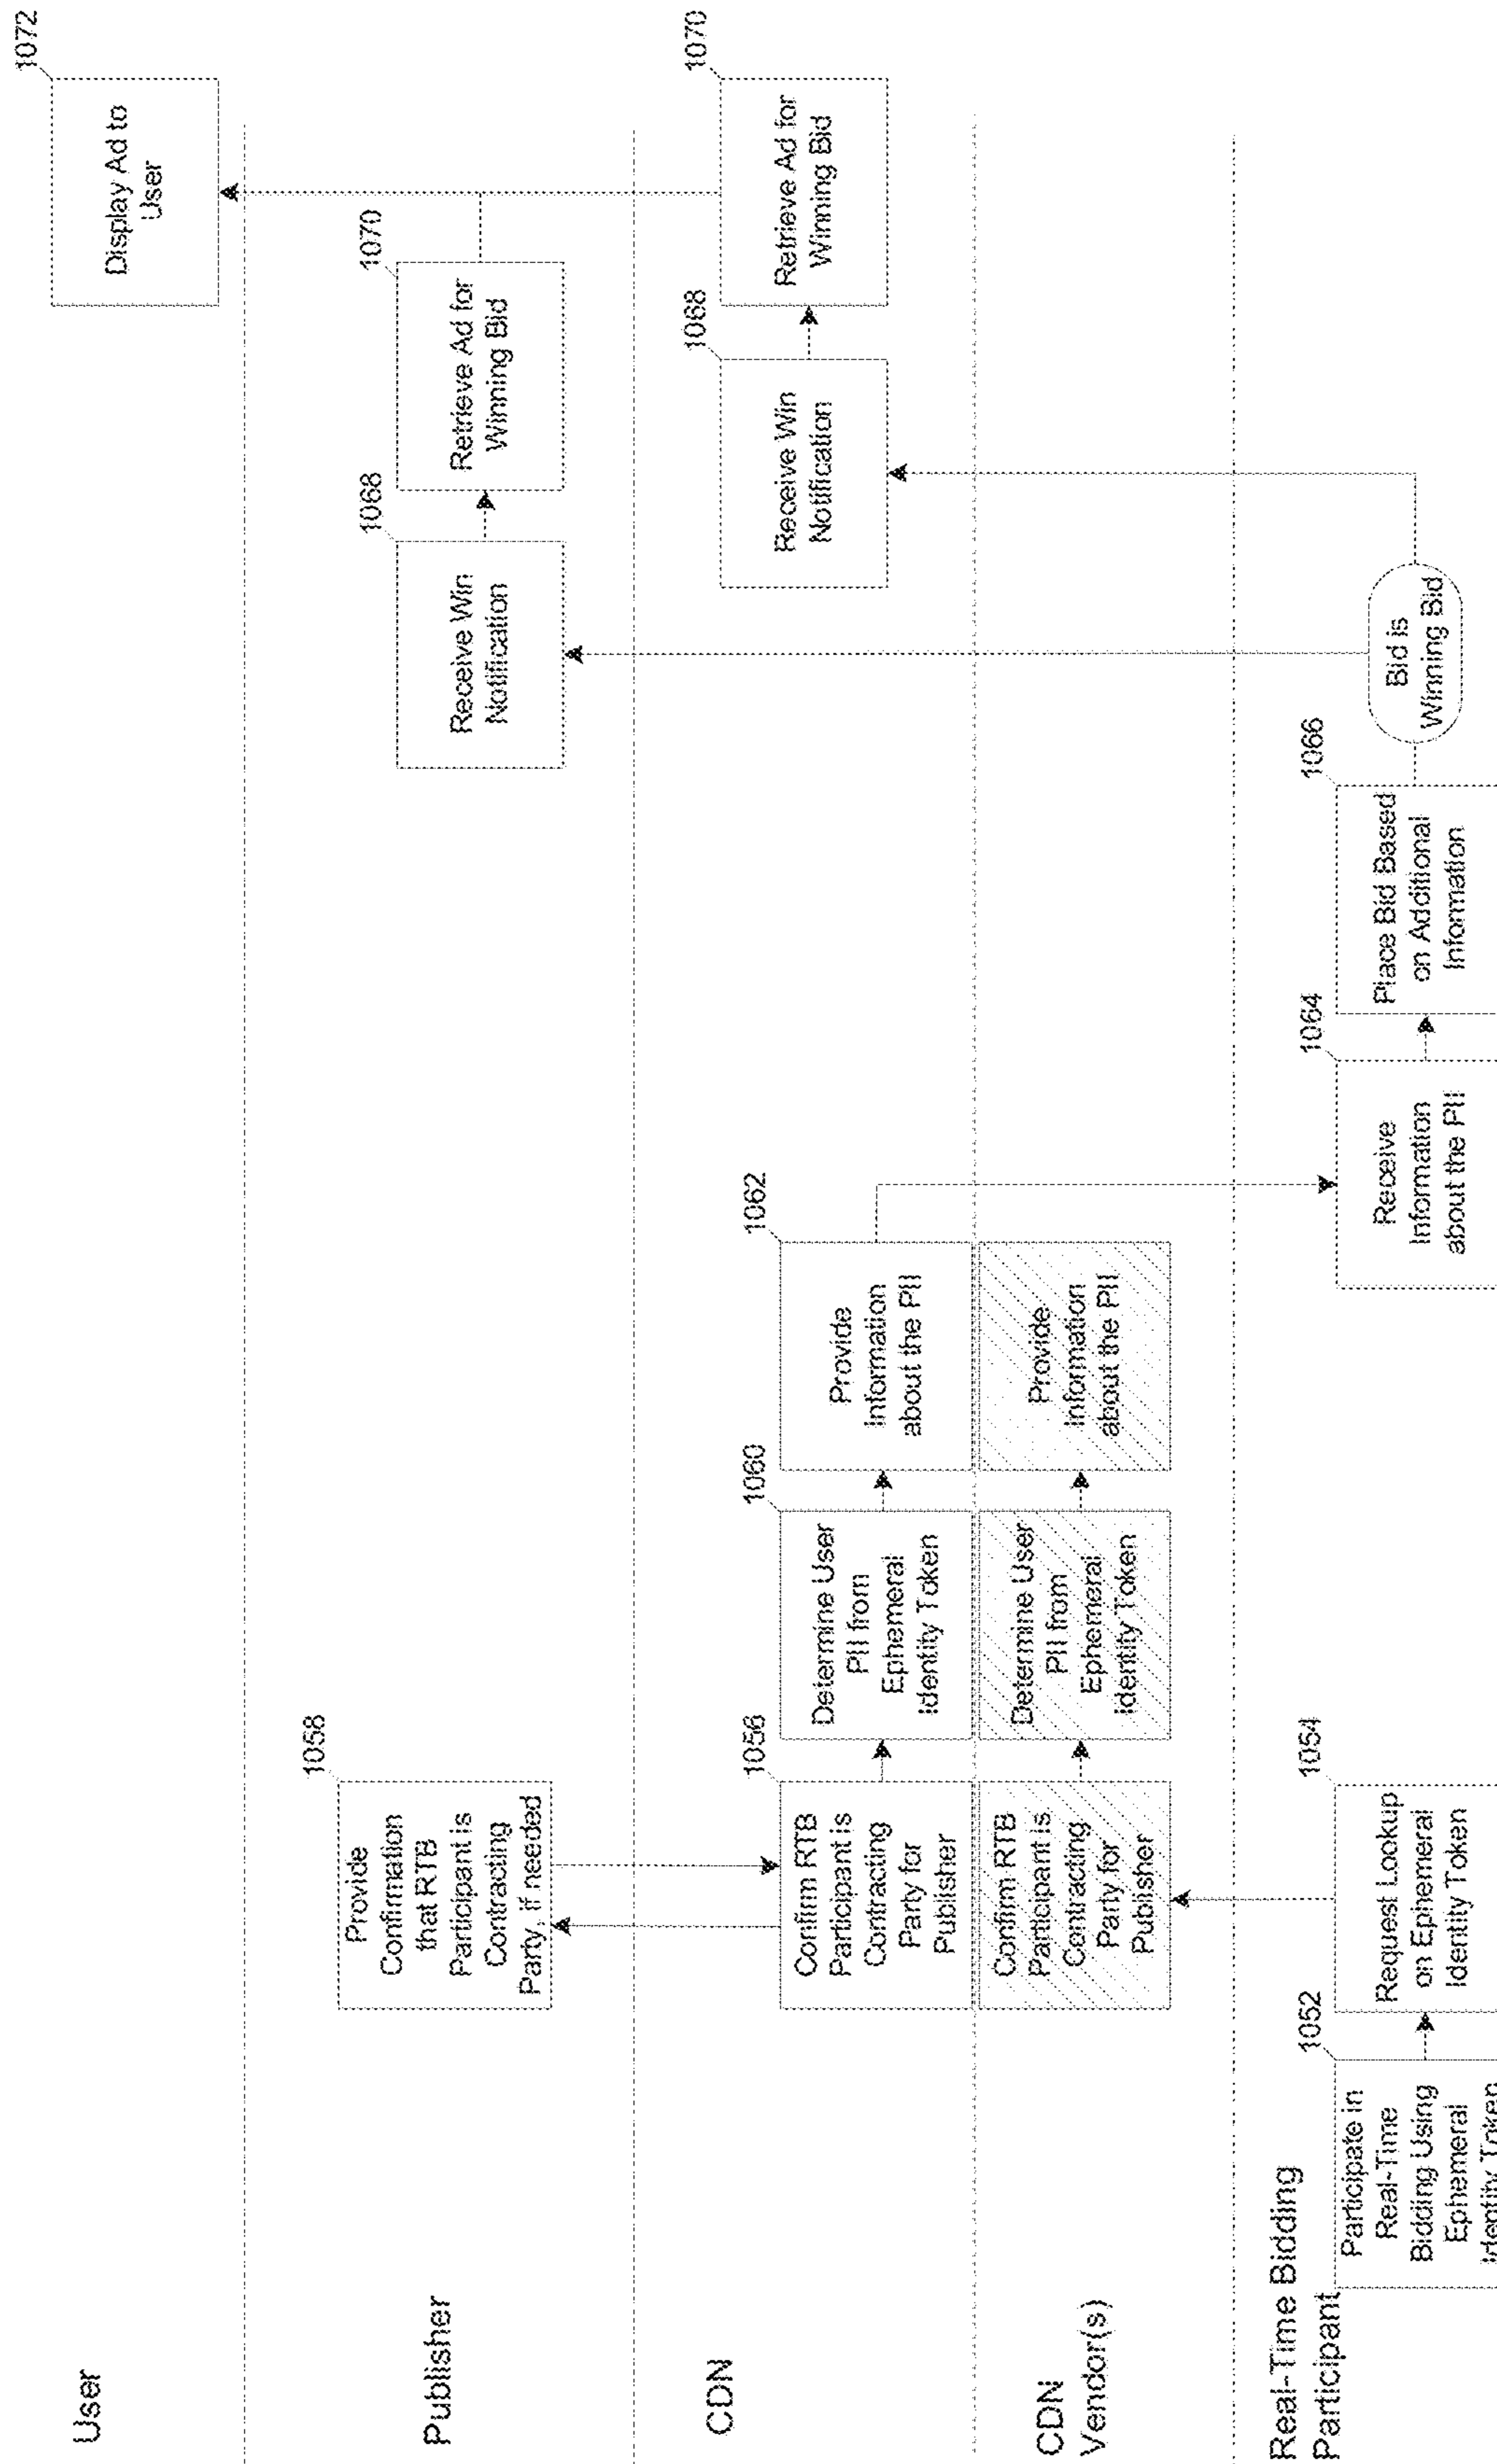 User
1072
Display Ad to
User
Publisher
1058
Provide
Confirmation
that RTB
Participant is
Contracting
Party, if needed
1068
Receive Win
Notification
1070
Retrieve Ad for
Winning Bid
CDN
1056
Confirm RTB
Participant is
Contracting
Party for
Publisher
1060
Determine User
PII from
Ephemeral
Identity Token
1062
Provide
Information
about the PII
1068
Receive Win
Notification
1070
Retrieve Ad for
Winning Bid
CDN
Vendor(s)
Confirm RTB
Participant is
Contracting
Party for
Publisher
Determine User
PII from
Ephemeral
Identity Token
Provide
Information
about the PII
Real-Time Bidding
Participant
1052
Participate in
Real-Time
Bidding Using
Ephemeral
Identity Token
1054
Request Lookup
on Ephemeral
Identity Token
1064
Receive
Information
about the PII
1066
Place Bid Based
on Additional
Information
Bid is
Winning Bid